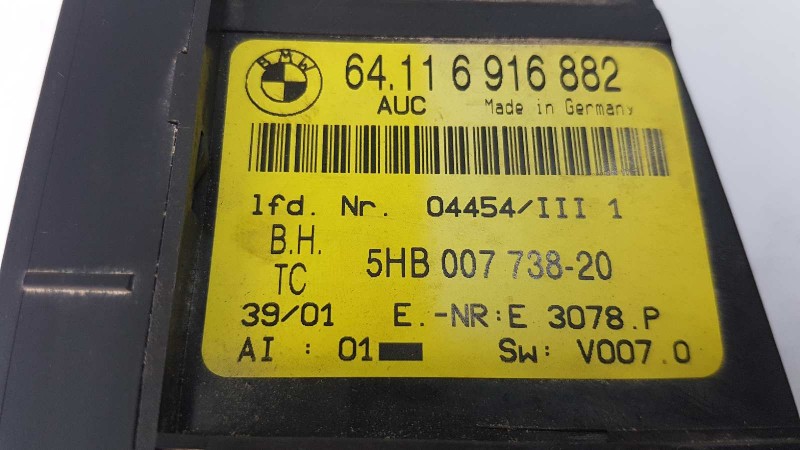 BMW
64.11 6 916 882
AUC Made in Germany
lfd. Nr. 04454/III 1
B.H.
TC 5HB 007 738-20
39/01 E.-NR:E 3078.P
AI : 01 SW: V007.0